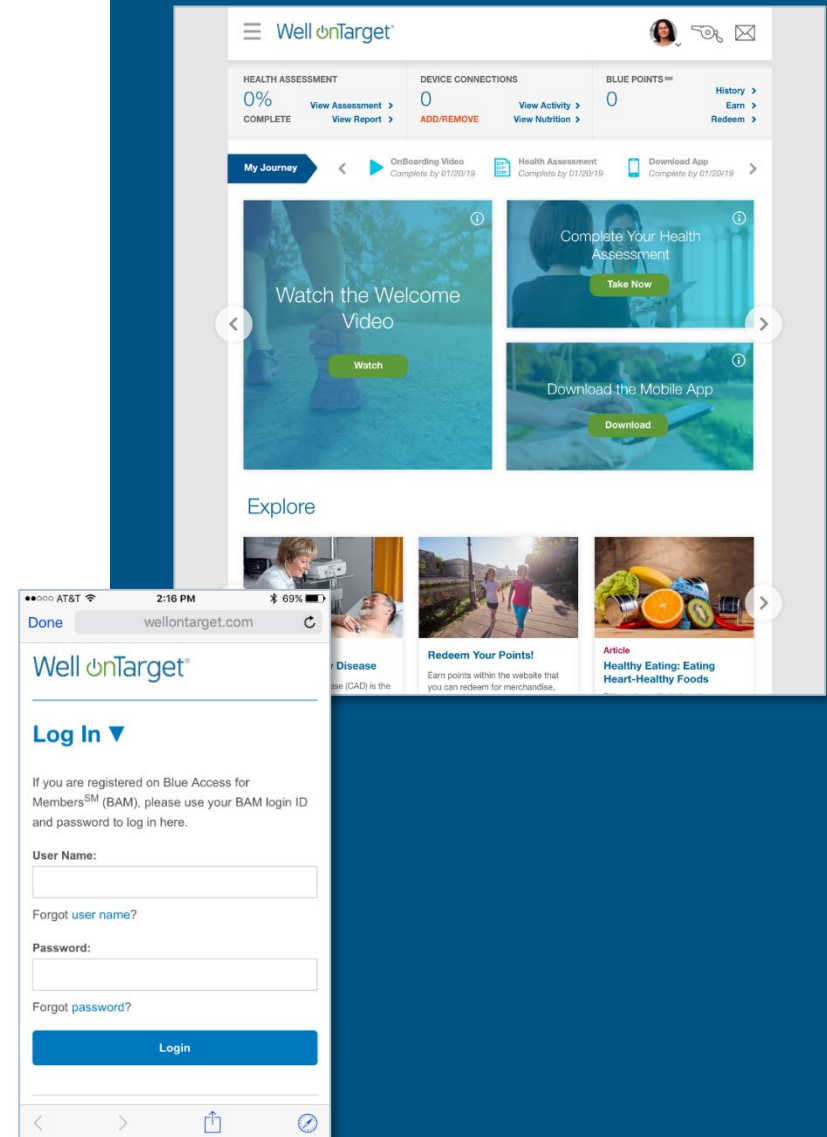 Well onTarget®
HEALTH ASSESSMENT
0%
COMPLETE
View Assessment >
View Report >
DEVICE CONNECTIONS
0
ADD/REMOVE
View Activity >
View Nutrition >
BLUE POINTS℠
0
History >
Earn >
Redeem >
My Journey
OnBoarding Video
Complete by 01/20/19
Health Assessment
Complete by 01/20/19
Download App
Complete by 01/20/19
Watch the Welcome
Video
Watch
Complete Your Health
Assessment
Take Now
Download the Mobile App
Download
Explore
Disease
ase (CAD) is the
Redeem Your Points!
Earn points within the website that
you can redeem for merchandise,
Article
Healthy Eating: Eating
Heart-Healthy Foods
AT&T
2:16 PM
69%
Done
wellontarget.com
Well onTarget®
Log In ▼
If you are registered on Blue Access for
Members℠ (BAM), please use your BAM login ID
and password to log in here.
User Name:
Forgot user name?
Password:
Forgot password?
Login